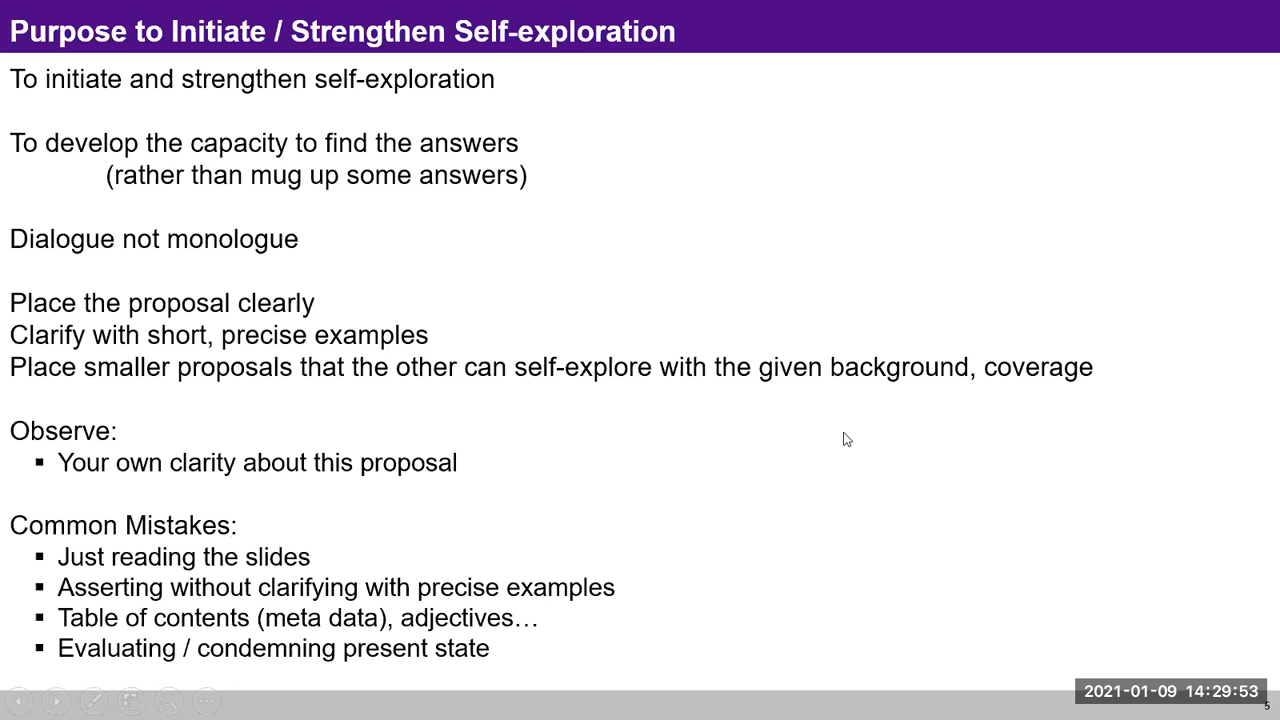 Purpose to Initiate / Strengthen Self-exploration
To initiate and strengthen self-exploration
To develop the capacity to find the answers
(rather than mug up some answers)
Dialogue not monologue
Place the proposal clearly
Clarify with short, precise examples
Place smaller proposals that the other can self-explore with the given background, coverage
Observe:
▪ Your own clarity about this proposal
Common Mistakes:
▪ Just reading the slides
▪ Asserting without clarifying with precise examples
▪ Table of contents (meta data), adjectives…
▪ Evaluating / condemning present state
2021-01-09 14:29:53
5